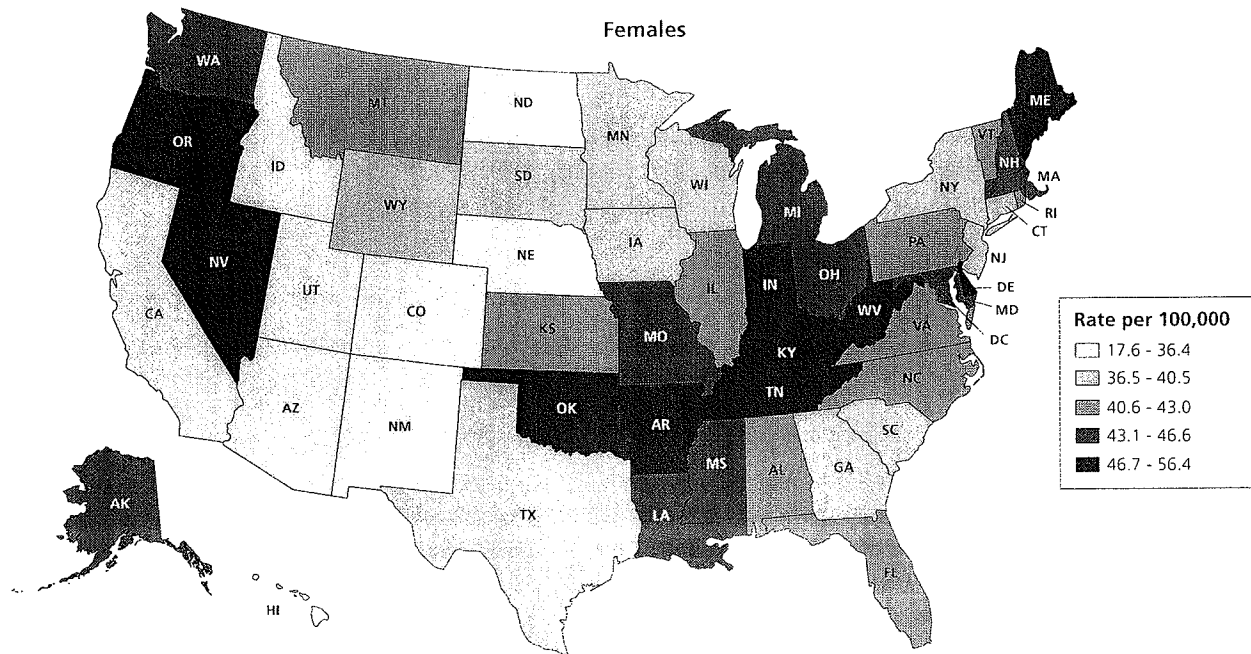 Females
WA
MT
ND
MN
ME
OR
ID
SD
WI
VT
NH
NY
MA
WY
MI
RI
CT
IA
PA
NJ
NE
NV
UT
IL
IN
OH
DE
MD
CO
WV
CA
KS
MO
VA
DC
KY
NC
TN
AZ
NM
OK
AR
SC
MS
AL
GA
AK
TX
LA
FL
HI
Rate per 100,000
17.6 - 36.4
36.5 - 40.5
40.6 - 43.0
43.1 - 46.6
46.7 - 56.4